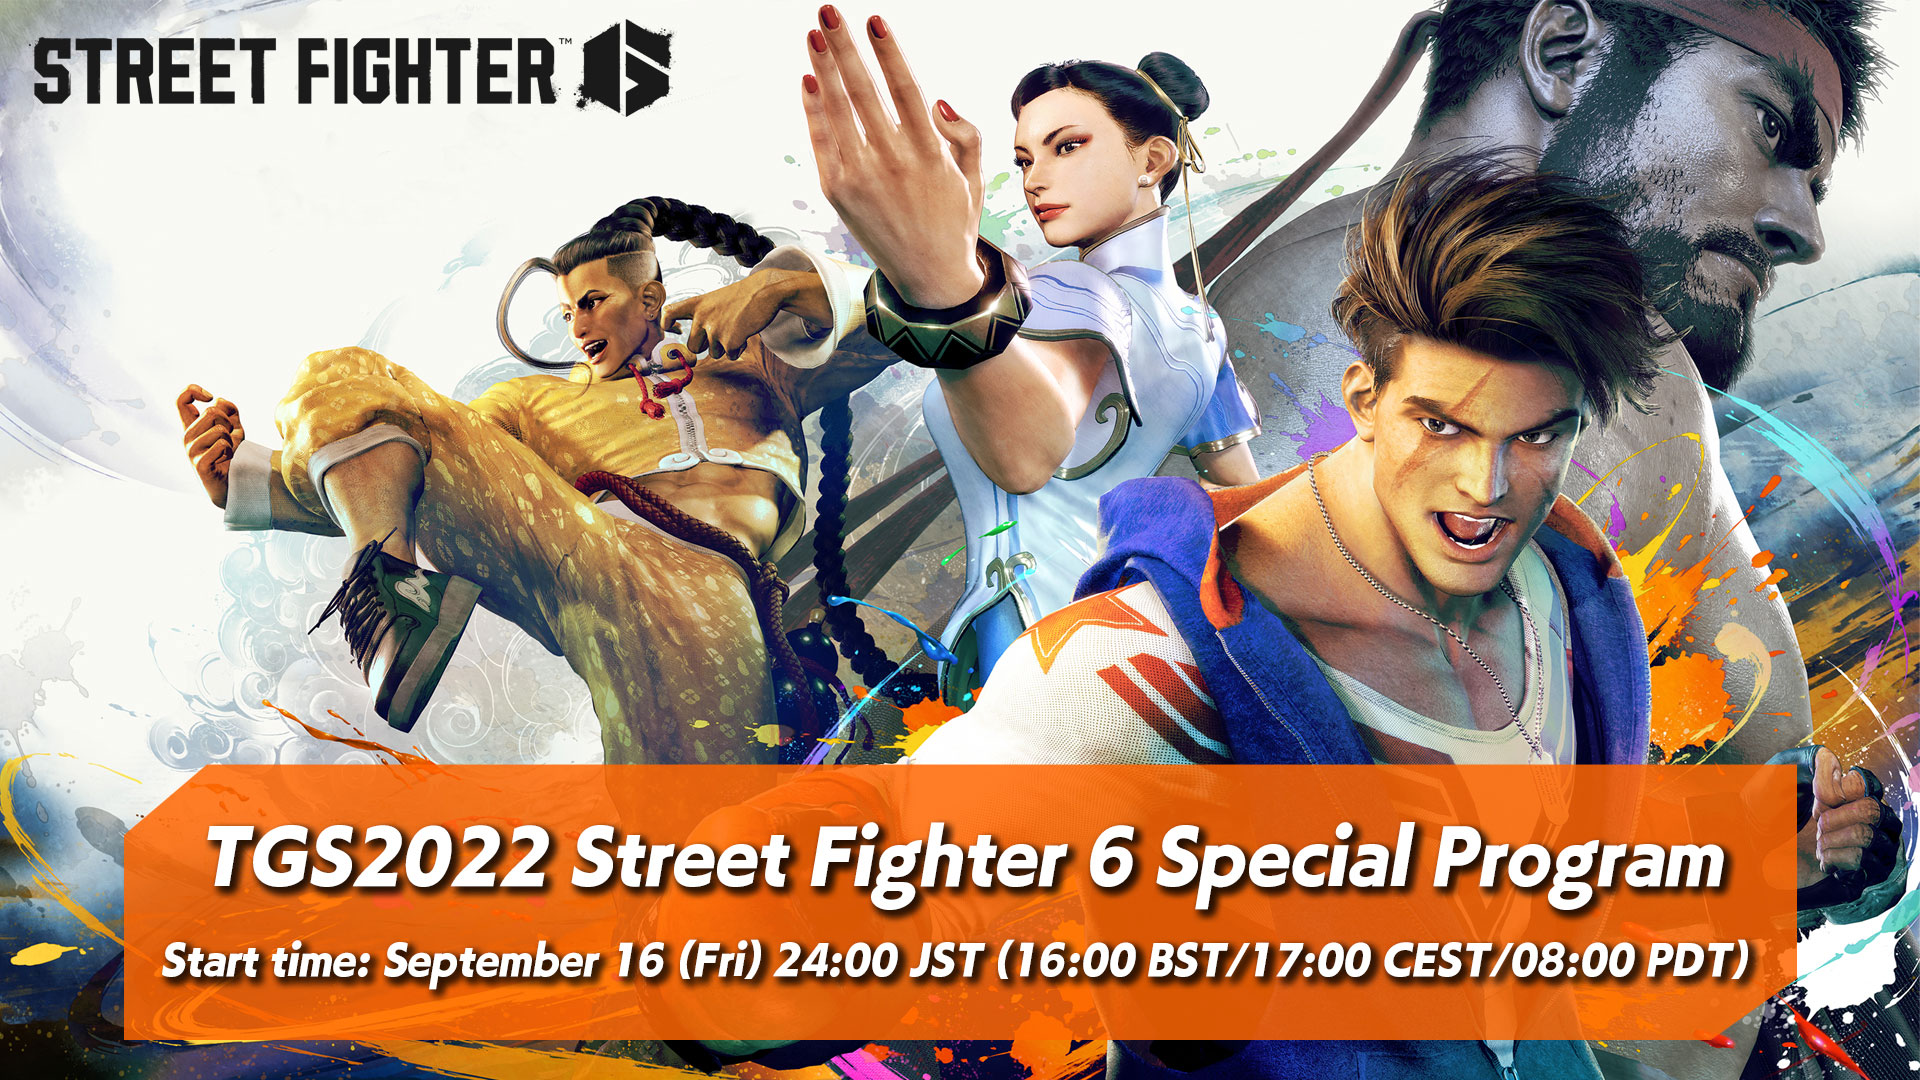 STREET FIGHTER™ 6
TGS2022 Street Fighter 6 Special Program
Start time: September 16 (Fri) 24:00 JST (16:00 BST/17:00 CEST/08:00 PDT)